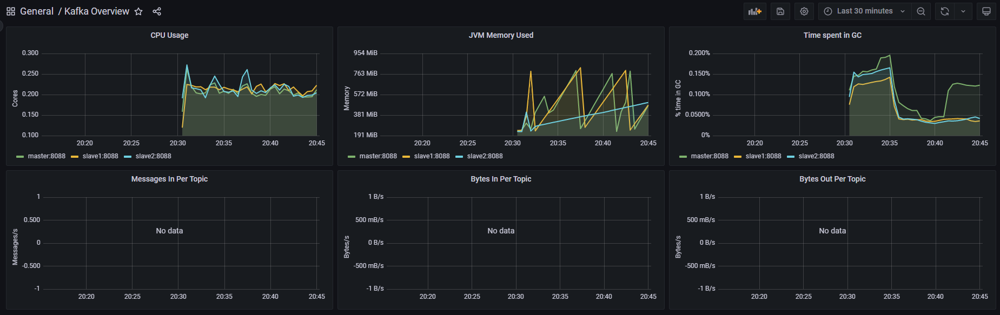 General / Kafka Overview
Last 30 minutes
CPU Usage
Cores
0.300
0.250
0.200
0.150
0.100
20:20 20:25 20:30 20:35 20:40 20:45
master:8088 slave1:8088 slave2:8088
JVM Memory Used
Memory
954 MiB
763 MiB
572 MiB
381 MiB
191 MiB
20:20 20:25 20:30 20:35 20:40 20:45
master:8088 slave1:8088 slave2:8088
Time spent in GC
% time in GC
0.200%
0.150%
0.100%
0.0500%
0%
20:20 20:25 20:30 20:35 20:40 20:45
master:8088 slave1:8088 slave2:8088
Messages In Per Topic
Messages/s
1
0.500
0
-0.500
-1
No data
20:20 20:25 20:30 20:35 20:40 20:45
Bytes In Per Topic
Bytes/s
1 B/s
500 mB/s
0 B/s
-500 mB/s
-1 B/s
No data
20:20 20:25 20:30 20:35 20:40 20:45
Bytes Out Per Topic
Bytes/s
1 B/s
500 mB/s
0 B/s
-500 mB/s
-1 B/s
No data
20:20 20:25 20:30 20:35 20:40 20:45